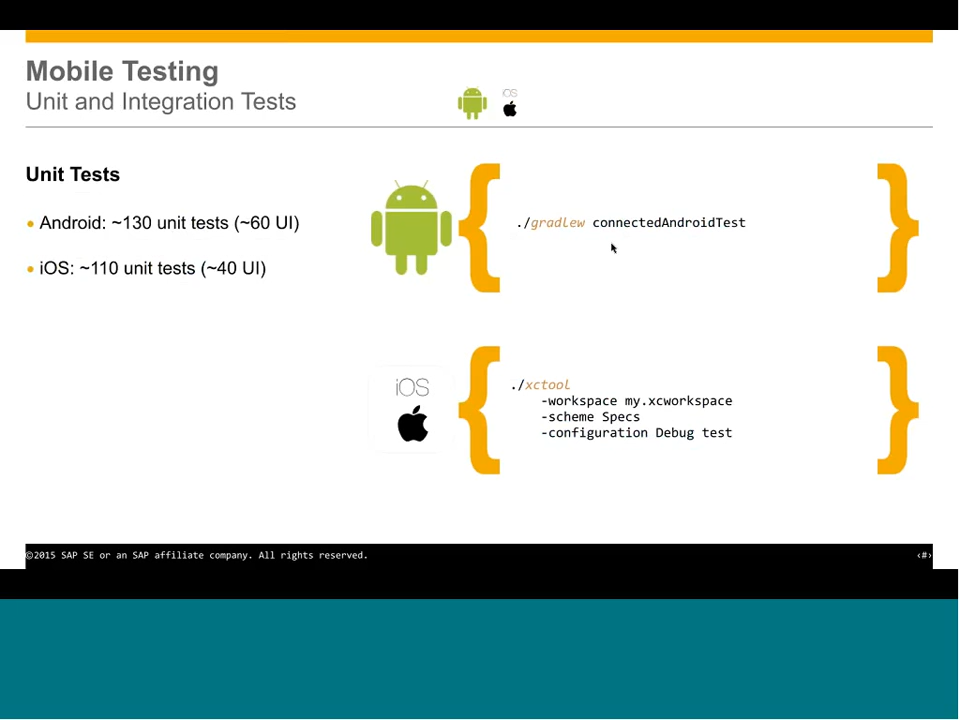 Mobile Testing
Unit and Integration Tests
iOS
Unit Tests
• Android: ~130 unit tests (~60 UI)
• iOS: ~110 unit tests (~40 UI)
{ ./gradlew connectedAndroidTest }
iOS
{ ./xctool
-workspace my.xcworkspace
-scheme Specs
-configuration Debug test }
©2015 SAP SE or an SAP affiliate company. All rights reserved.
‹#›